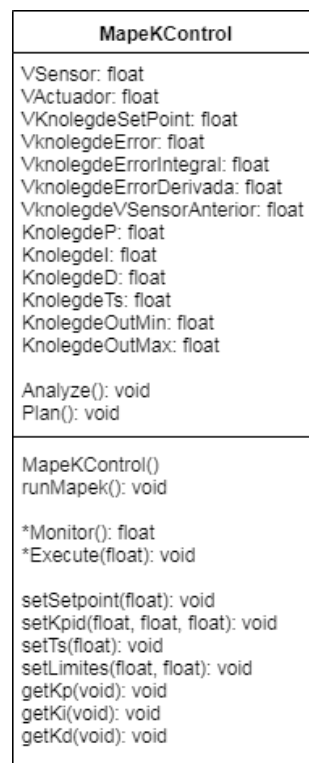 MapeKControl
VSensor: float
VActuador: float
VKnolegdeSetPoint: float
VknolegdeError: float
VknolegdeErrorIntegral: float
VknolegdeErrorDerivada: float
VknolegdeVSensorAnterior: float
KnolegdeP: float
KnolegdeI: float
KnolegdeD: float
KnolegdeTs: float
KnolegdeOutMin: float
KnolegdeOutMax: float
Analyze(): void
Plan(): void
MapeKControl()
runMapek(): void
*Monitor(): float
*Execute(float): void
setSetpoint(float): void
setKpid(float, float, float): void
setTs(float): void
setLimites(float, float): void
getKp(void): void
getKi(void): void
getKd(void): void